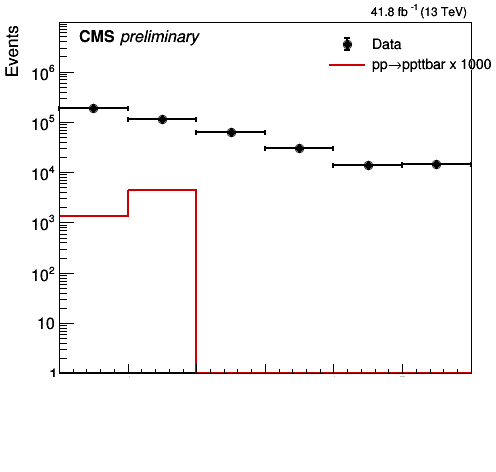 41.8 fb⁻¹ (13 TeV)
CMS preliminary
Data
pp→ppttbar x 1000
Events
10⁶
10⁵
10⁴
10³
10²
10
1